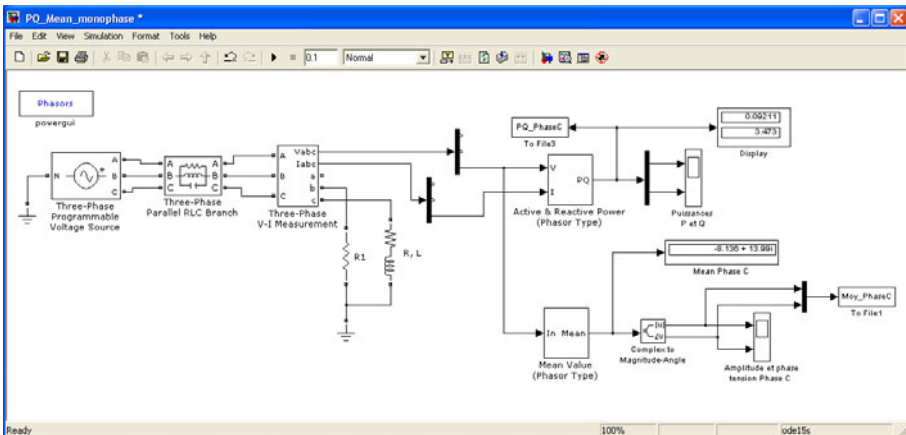 PQ_Mean_monophase *
File Edit View Simulation Format Tools Help
0.1
Normal
Phasors
powergui
N
A
B
C
Three-Phase
Programmable
Voltage Source
A
B
C
A
B
C
Three-Phase
Parallel RLC Branch
A
B
C
Vabc
Iabc
a
b
c
Three-Phase
V-I Measurement
R1
R, L
PQ_PhaseC
To File3
V
I
PQ
Active & Reactive Power
(Phasor Type)
0.09211
3.473
Display
Puissances
P et Q
-8.136 + 13.99i
Mean Phase C
In Mean
Mean Value
(Phasor Type)
|u|
∠u
Complex to
Magnitude-Angle
Amplitude et phase
tension Phase C
Moy_PhaseC
To File1
Ready
100%
ode15s